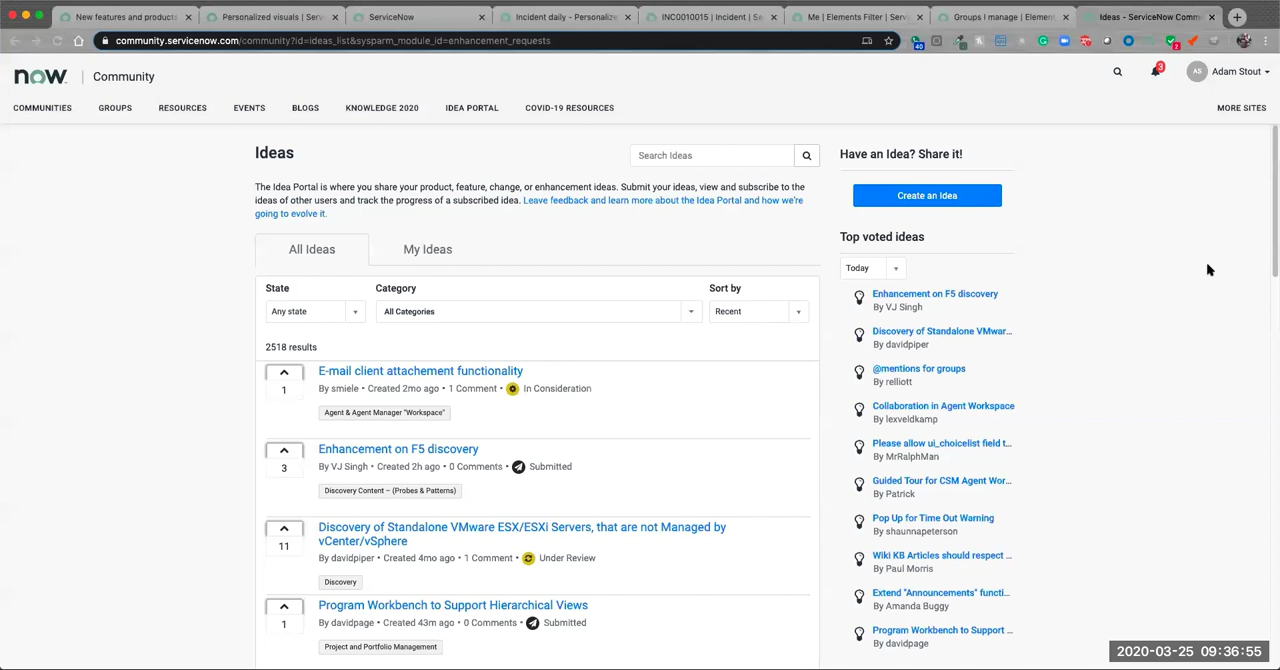 New features and products
Personalized visuals | Serv
ServiceNow
Incident daily - Personalize
INC0010015 | Incident | Se
Me | Elements Filter | Servic
Groups I manage | Elemen
Ideas - ServiceNow Comm
community.servicenow.com/community?id=ideas_list&sysparm_module_id=enhancement_requests
40
2
now
Community
3
AS
Adam Stout
COMMUNITIES
GROUPS
RESOURCES
EVENTS
BLOGS
KNOWLEDGE 2020
IDEA PORTAL
COVID-19 RESOURCES
MORE SITES
Ideas
Search Ideas
The Idea Portal is where you share your product, feature, change, or enhancement ideas. Submit your ideas, view and subscribe to the
ideas of other users and track the progress of a subscribed idea. Leave feedback and learn more about the Idea Portal and how we're
going to evolve it.
All Ideas
My Ideas
State
Category
Sort by
Any state
All Categories
Recent
2518 results
1
E-mail client attachement functionality
By smiele • Created 2mo ago • 1 Comment • In Consideration
Agent & Agent Manager "Workspace"
3
Enhancement on F5 discovery
By VJ Singh • Created 2h ago • 0 Comments • Submitted
Discovery Content – (Probes & Patterns)
11
Discovery of Standalone VMware ESX/ESXi Servers, that are not Managed by
vCenter/vSphere
By davidpiper • Created 4mo ago • 1 Comment • Under Review
Discovery
1
Program Workbench to Support Hierarchical Views
By davidpage • Created 43m ago • 0 Comments • Submitted
Project and Portfolio Management
Have an Idea? Share it!
Create an Idea
Top voted ideas
Today
Enhancement on F5 discovery
By VJ Singh
Discovery of Standalone VMwar...
By davidpiper
@mentions for groups
By relliott
Collaboration in Agent Workspace
By lexveldkamp
Please allow ui_choicelist field t...
By MrRalphMan
Guided Tour for CSM Agent Wor...
By Patrick
Pop Up for Time Out Warning
By shaunnapeterson
Wiki KB Articles should respect ...
By Paul Morris
Extend "Announcements" functi...
By Amanda Buggy
Program Workbench to Support ...
By davidpage
2020-03-25 09:36:55